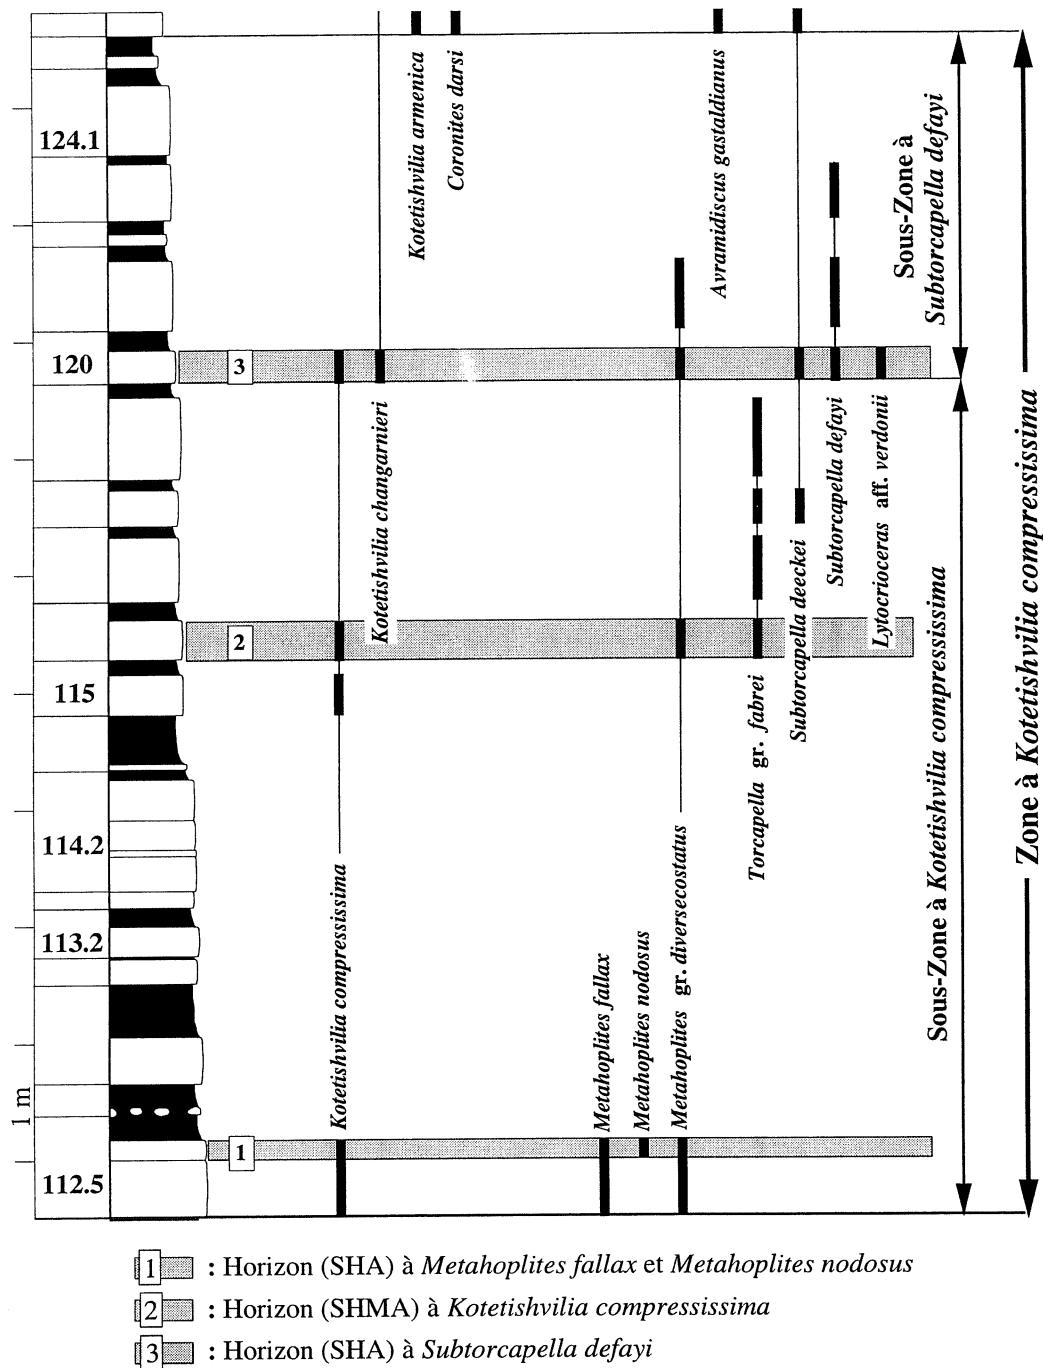 124.1
120
115
114.2
113.2
112.5
1 m
Kotetishvilia armenica
Coronites darsi
Avramidiscus gastaldianus
Sous-Zone à
Subtorcapella defayi
3
Kotetishvilia changarnieri
Subtorcapella deeckei
Subtorcapella defayi
Lytocrioceras aff. verdonii
2
Torcapella gr. fabrei
Kotetishvilia compressissima
Metahoplites fallax
Metahoplites nodosus
Metahoplites gr. diversecostatus
1
Sous-Zone à Kotetishvilia compressissima
Zone à Kotetishvilia compressissima
1 : Horizon (SHA) à Metahoplites fallax et Metahoplites nodosus
2 : Horizon (SHMA) à Kotetishvilia compressissima
3 : Horizon (SHA) à Subtorcapella defayi